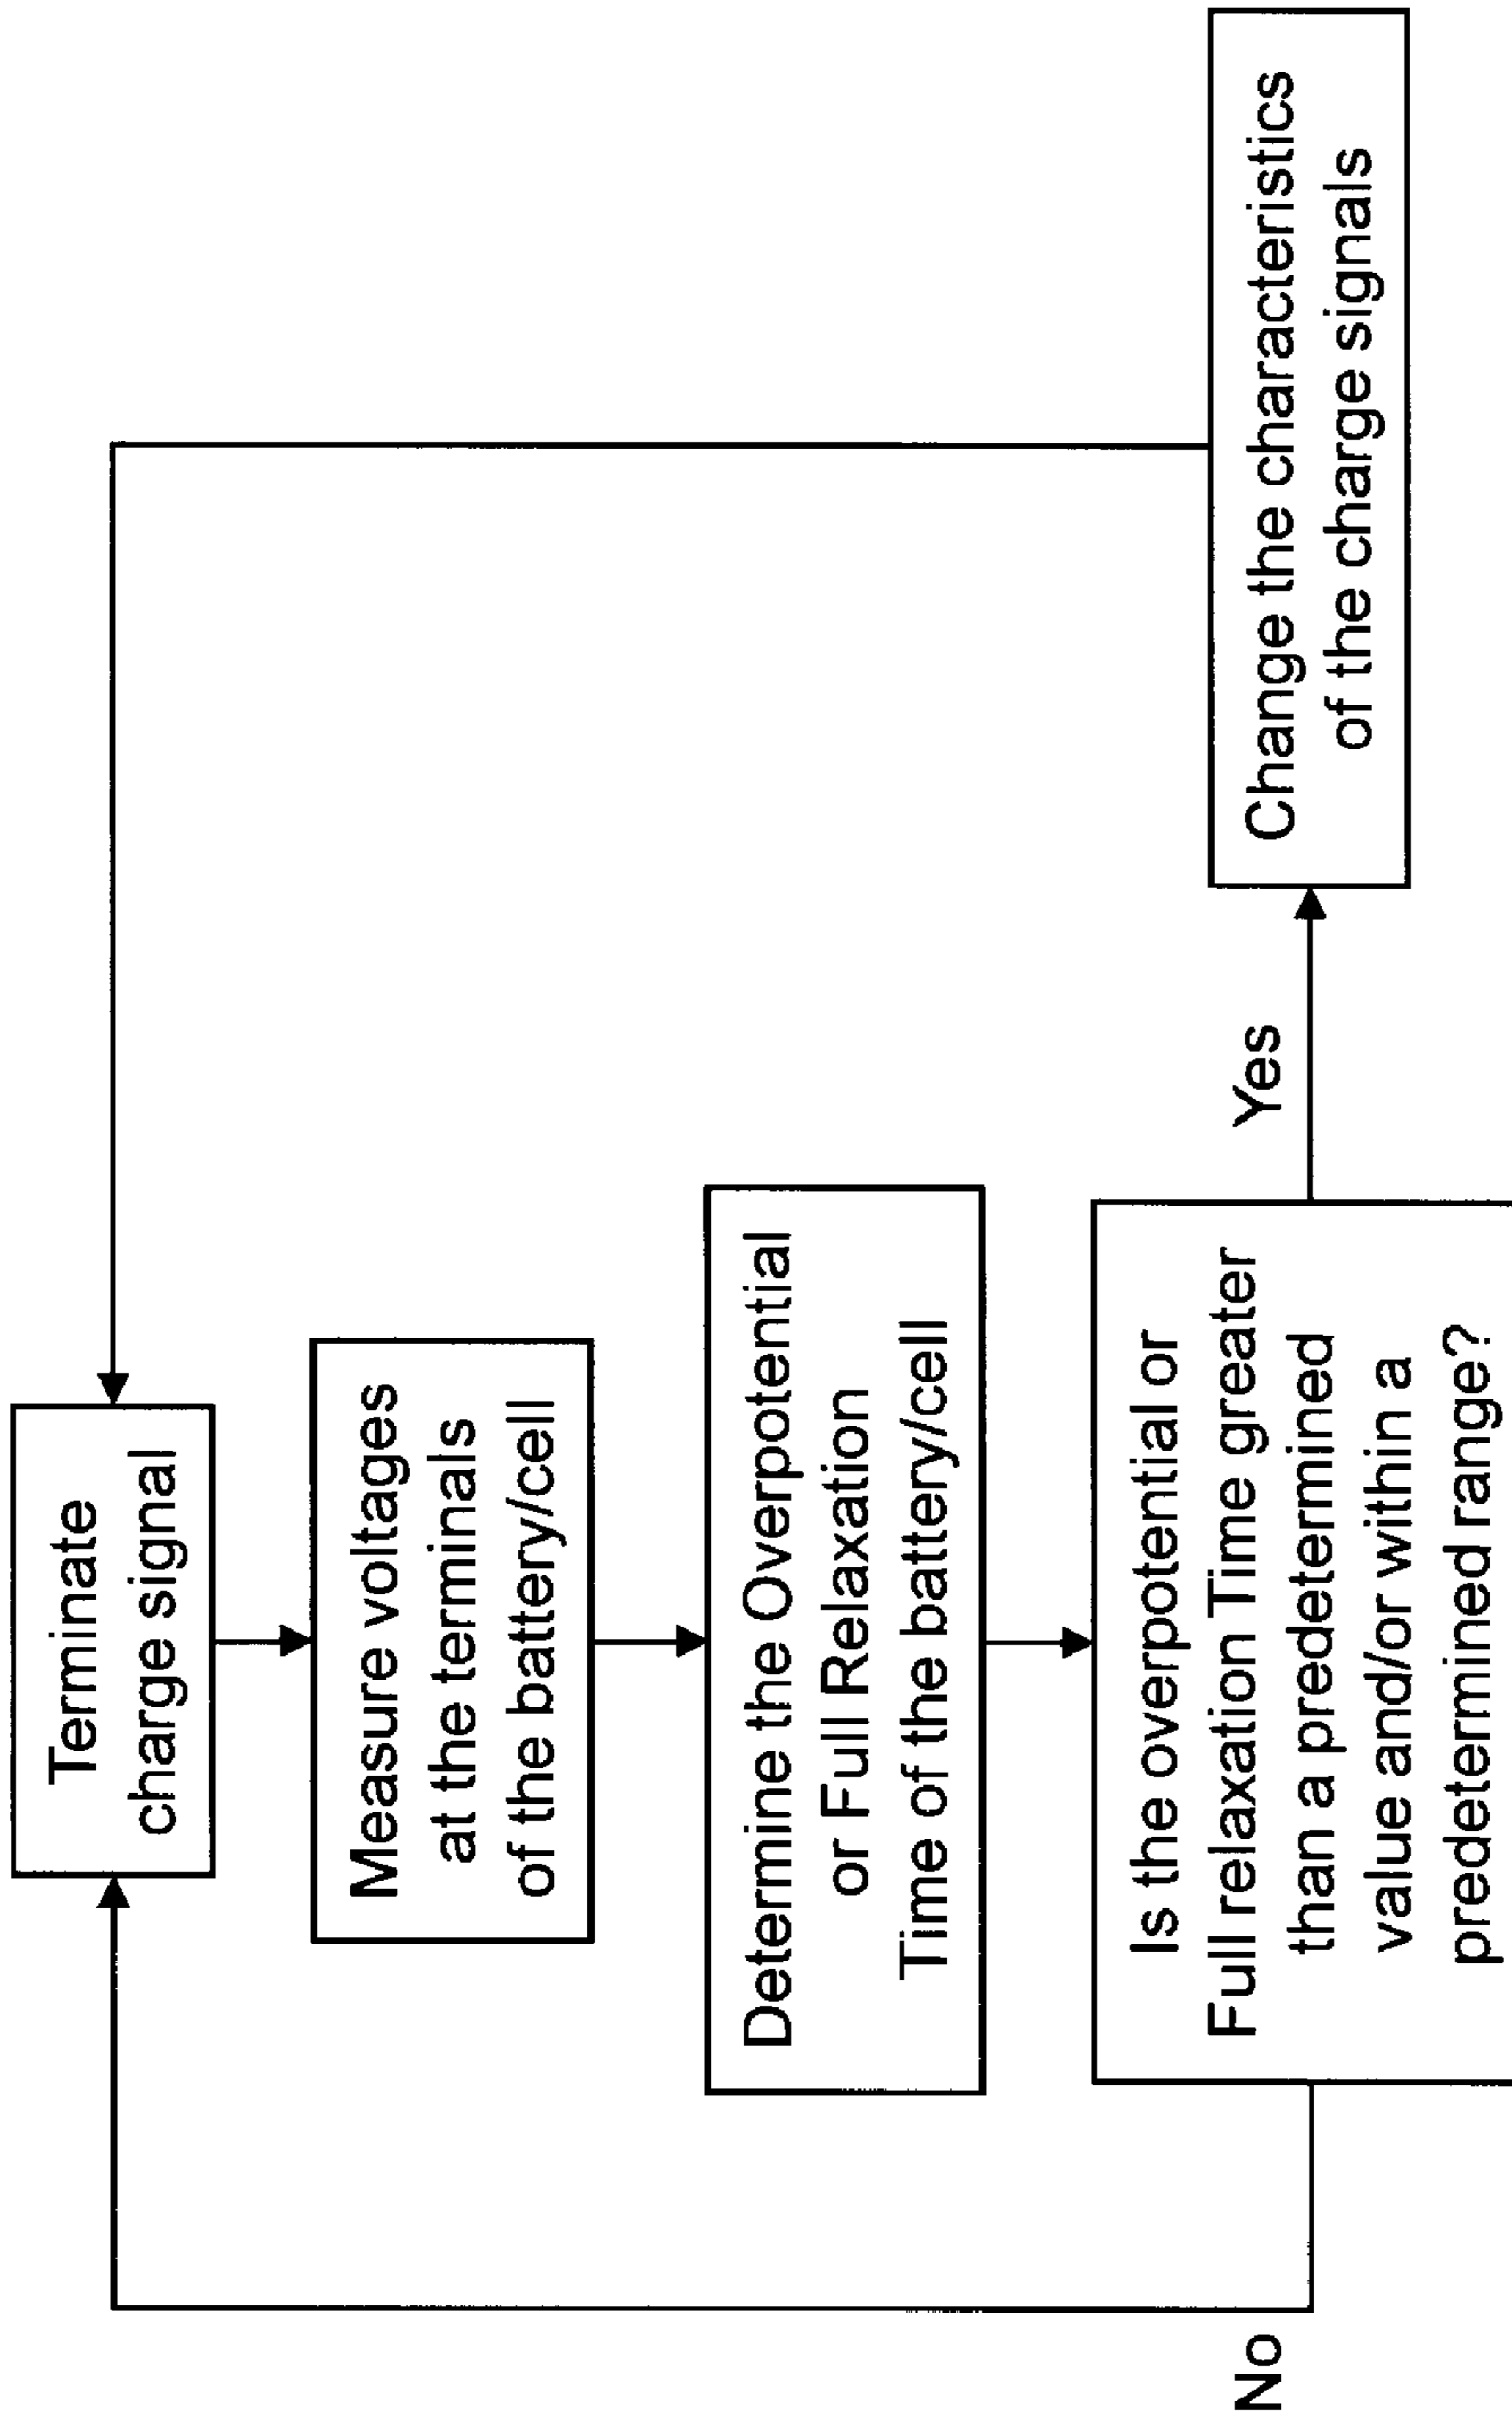 Terminate
charge signal
Measure voltages
at the terminals
of the battery/cell
Determine the Overpotential
or Full Relaxation
Time of the battery/cell
Is the overpotential or
Full relaxation Time greater
than a predetermined
value and/or within a
predetermined range?
No
Yes
Change the characteristics
of the charge signals